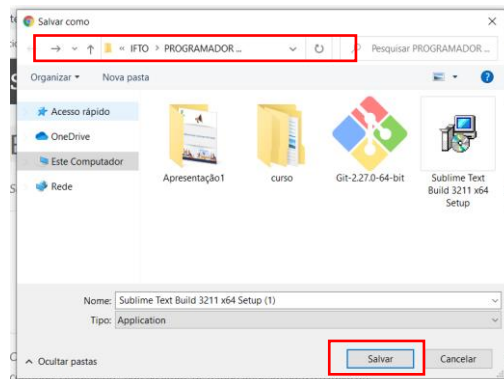 Salvar como
« IFTO > PROGRAMADOR ...
Pesquisar PROGRAMADOR ...
Organizar
Nova pasta
Acesso rápido
OneDrive
Este Computador
Rede
Apresentação1
curso
Git-2.27.0-64-bit
Sublime Text
Build 3211 x64
Setup
Nome: Sublime Text Build 3211 x64 Setup (1)
Tipo: Application
Ocultar pastas
Salvar
Cancelar